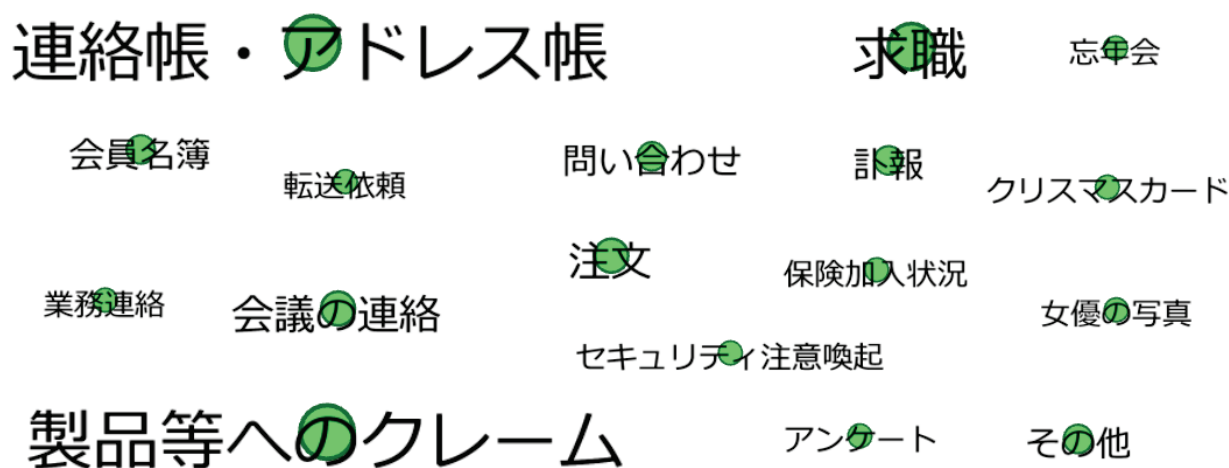 連絡帳・アドレス帳
求職
忘年会
会員名簿
転送依頼
問い合わせ
訃報
クリスマスカード
注文
保険加入状況
業務連絡
会議の連絡
女優の写真
セキュリティ注意喚起
製品等へのクレーム
アンケート
その他